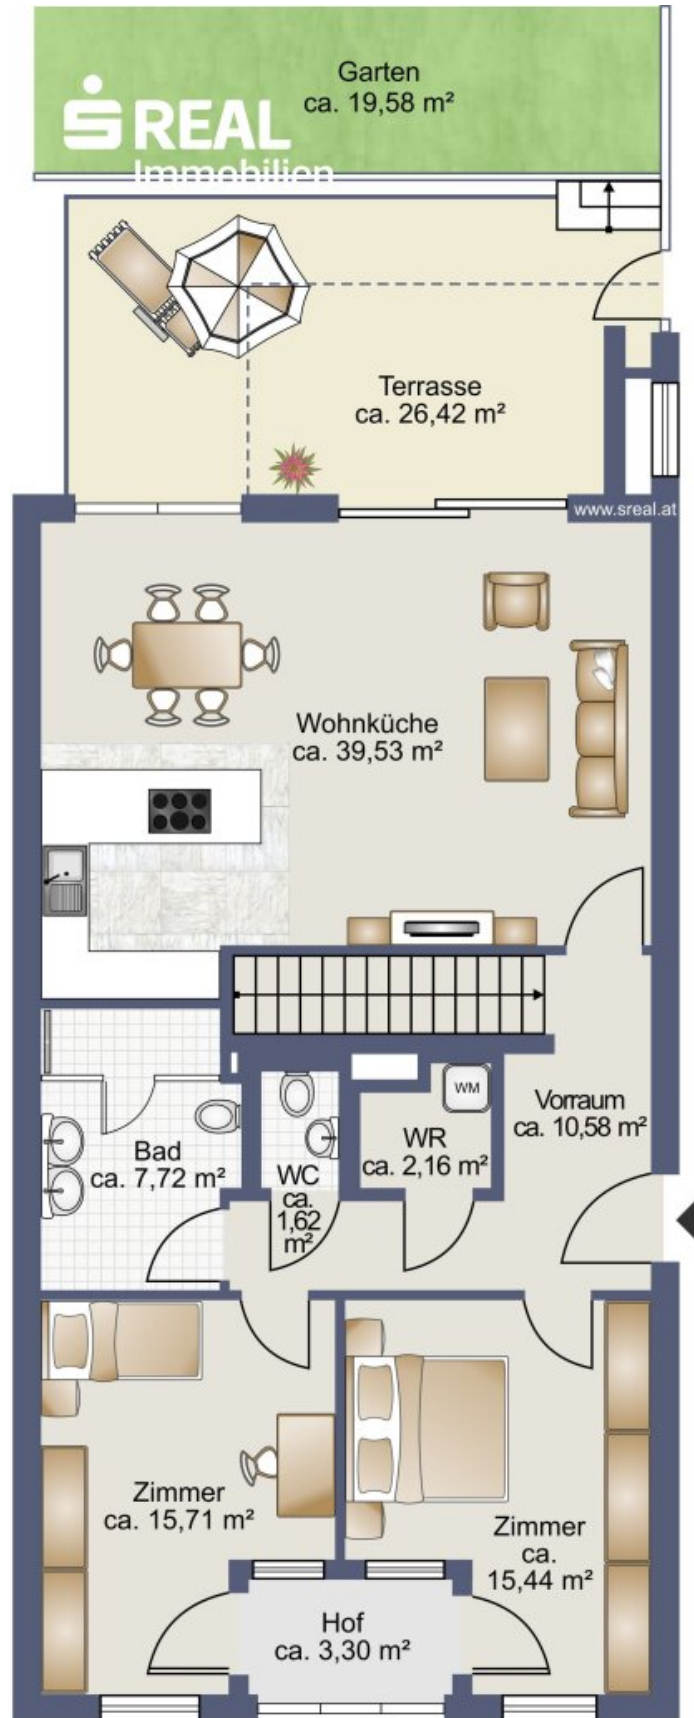 Garten
ca. 19,58 m²
S REAL
Immobilien
Terrasse
ca. 26,42 m²
www.sreal.at
Wohnküche
ca. 39,53 m²
WM
Vorraum
ca. 10,58 m²
WR
ca. 2,16 m²
Bad
ca. 7,72 m²
WC
ca.
1,62
m²
Zimmer
ca. 15,71 m²
Zimmer
ca.
15,44 m²
Hof
ca. 3,30 m²